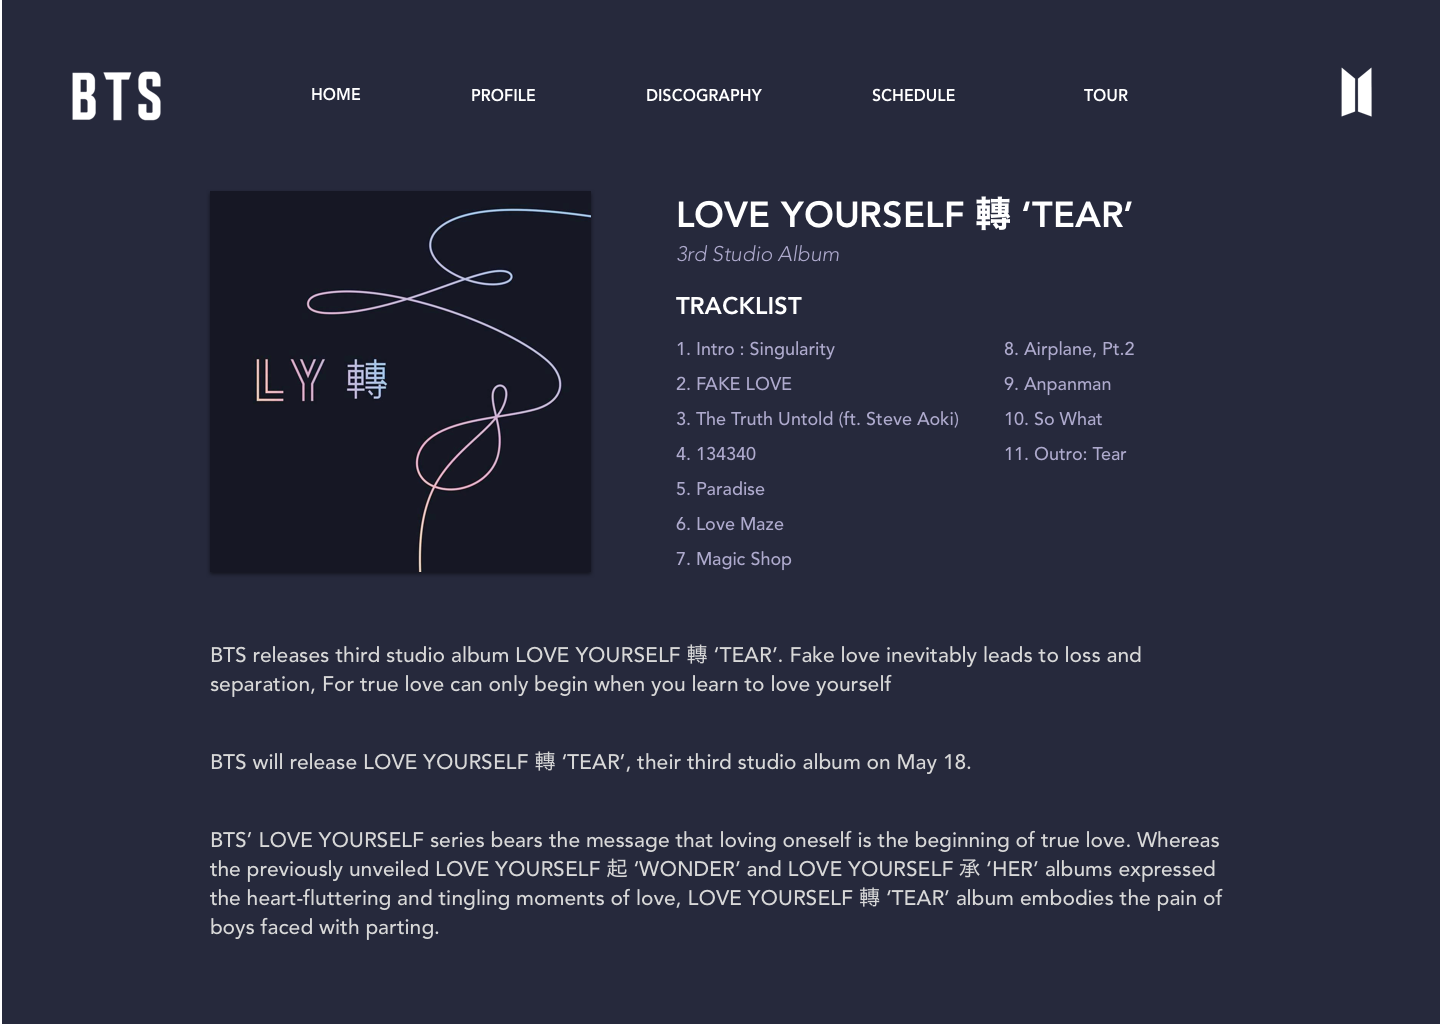 BTS
HOME
PROFILE
DISCOGRAPHY
SCHEDULE
TOUR
LY 轉
LOVE YOURSELF 轉 ‘TEAR’
3rd Studio Album
TRACKLIST
1. Intro : Singularity
2. FAKE LOVE
3. The Truth Untold (ft. Steve Aoki)
4. 134340
5. Paradise
6. Love Maze
7. Magic Shop
8. Airplane, Pt.2
9. Anpanman
10. So What
11. Outro: Tear
BTS releases third studio album LOVE YOURSELF 轉 ‘TEAR’. Fake love inevitably leads to loss and
separation, For true love can only begin when you learn to love yourself
BTS will release LOVE YOURSELF 轉 ‘TEAR’, their third studio album on May 18.
BTS’ LOVE YOURSELF series bears the message that loving oneself is the beginning of true love. Whereas
the previously unveiled LOVE YOURSELF 起 ‘WONDER’ and LOVE YOURSELF 承 ‘HER’ albums expressed
the heart-fluttering and tingling moments of love, LOVE YOURSELF 轉 ‘TEAR’ album embodies the pain of
boys faced with parting.